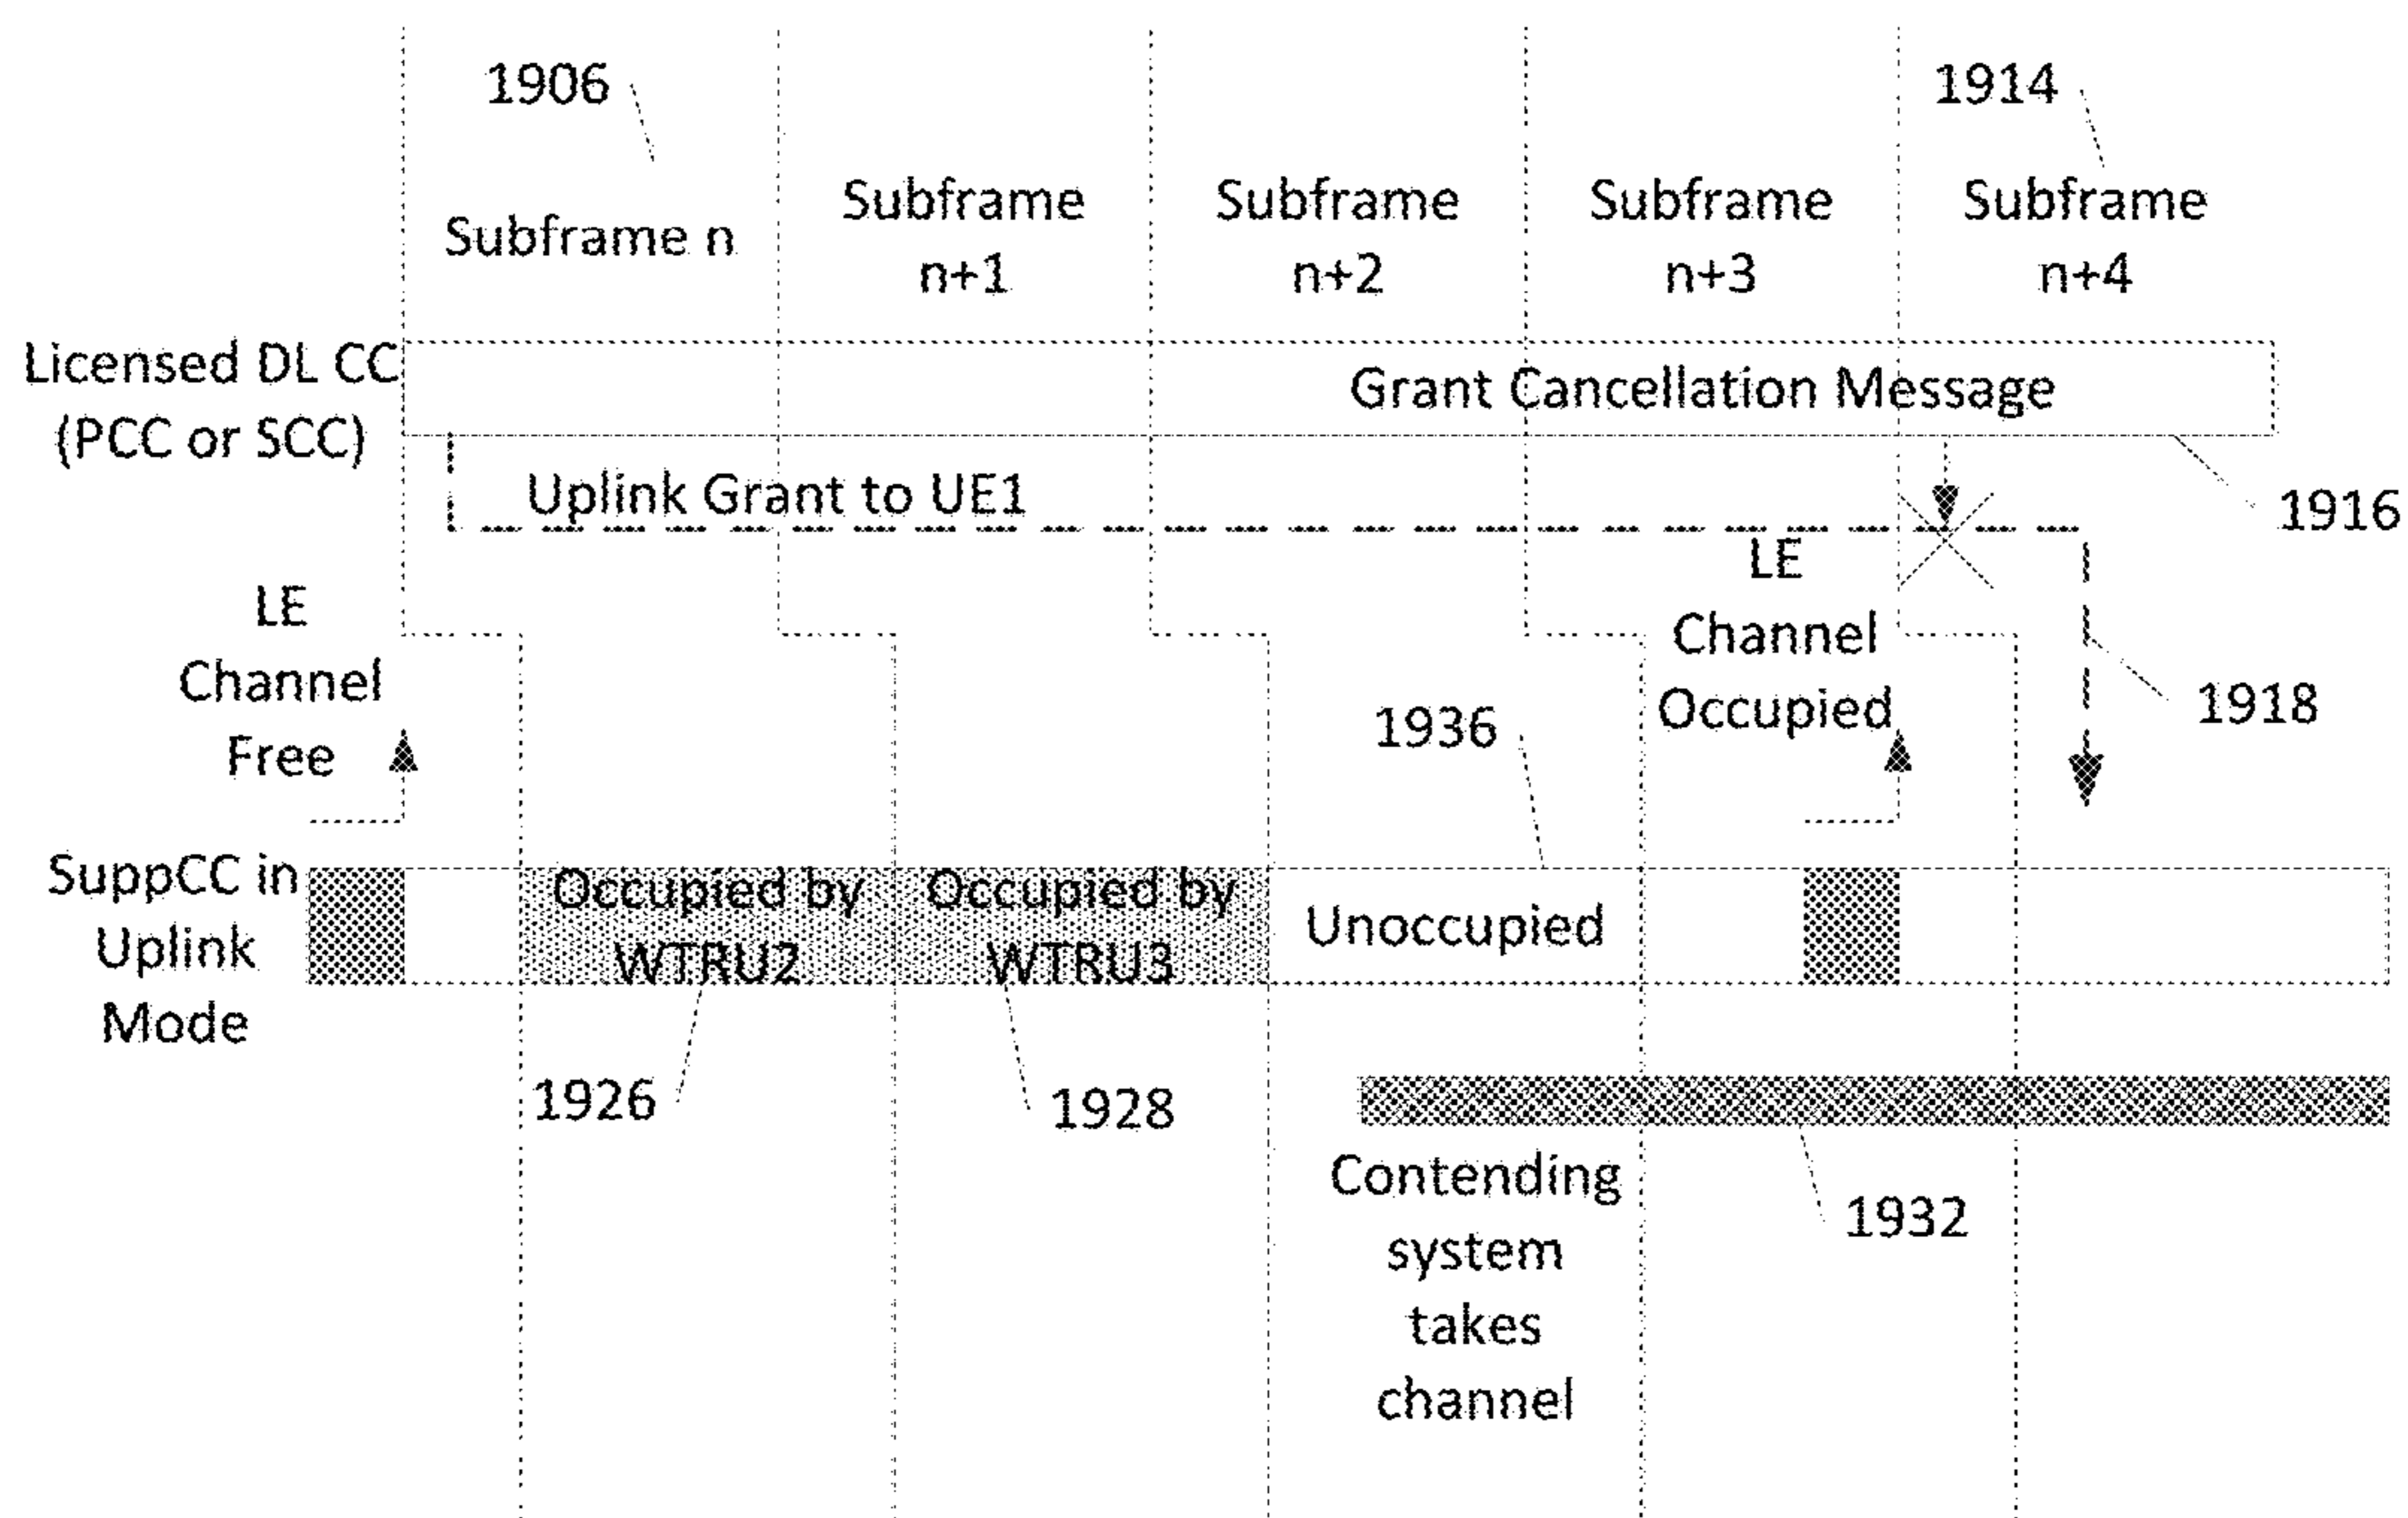 1906
1914
Subframe n
Subframe
n+1
Subframe
n+2
Subframe
n+3
Subframe
n+4
Licensed DL CC
(PCC or SCC)
Grant Cancellation Message
Uplink Grant to UE1
1916
LE
Channel
Free
LE
Channel
Occupied
1918
1936
SuppCC in
Uplink
Mode
Occupied by
WTRU2
Occupied by
WTRU3
Unoccupied
1926
1928
Contending
system
takes
channel
1932